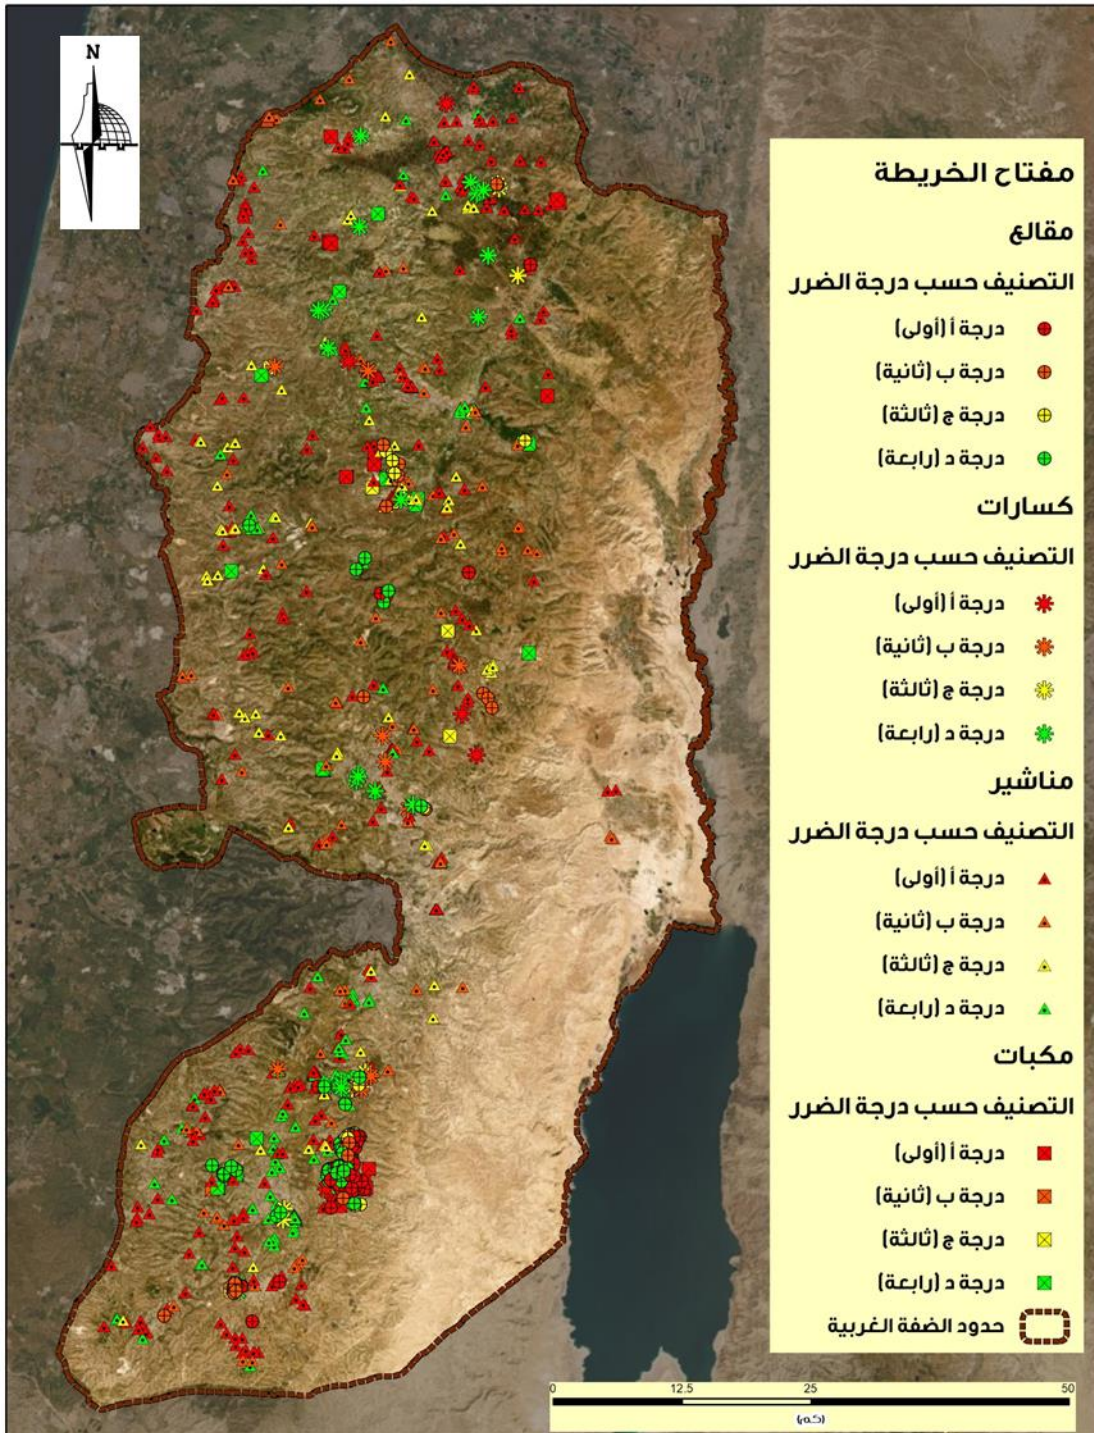 N
مفتاح الخريطة
مقالع
التصنيف حسب درجة الضرر
درجة أ (أولى)
درجة ب (ثانية)
درجة ج (ثالثة)
درجة د (رابعة)
كسارات
التصنيف حسب درجة الضرر
درجة أ (أولى)
درجة ب (ثانية)
درجة ج (ثالثة)
درجة د (رابعة)
مناشير
التصنيف حسب درجة الضرر
درجة أ (أولى)
درجة ب (ثانية)
درجة ج (ثالثة)
درجة د (رابعة)
مكبات
التصنيف حسب درجة الضرر
درجة أ (أولى)
درجة ب (ثانية)
درجة ج (ثالثة)
درجة د (رابعة)
حدود الضفة الغربية
0 12.5 25 50